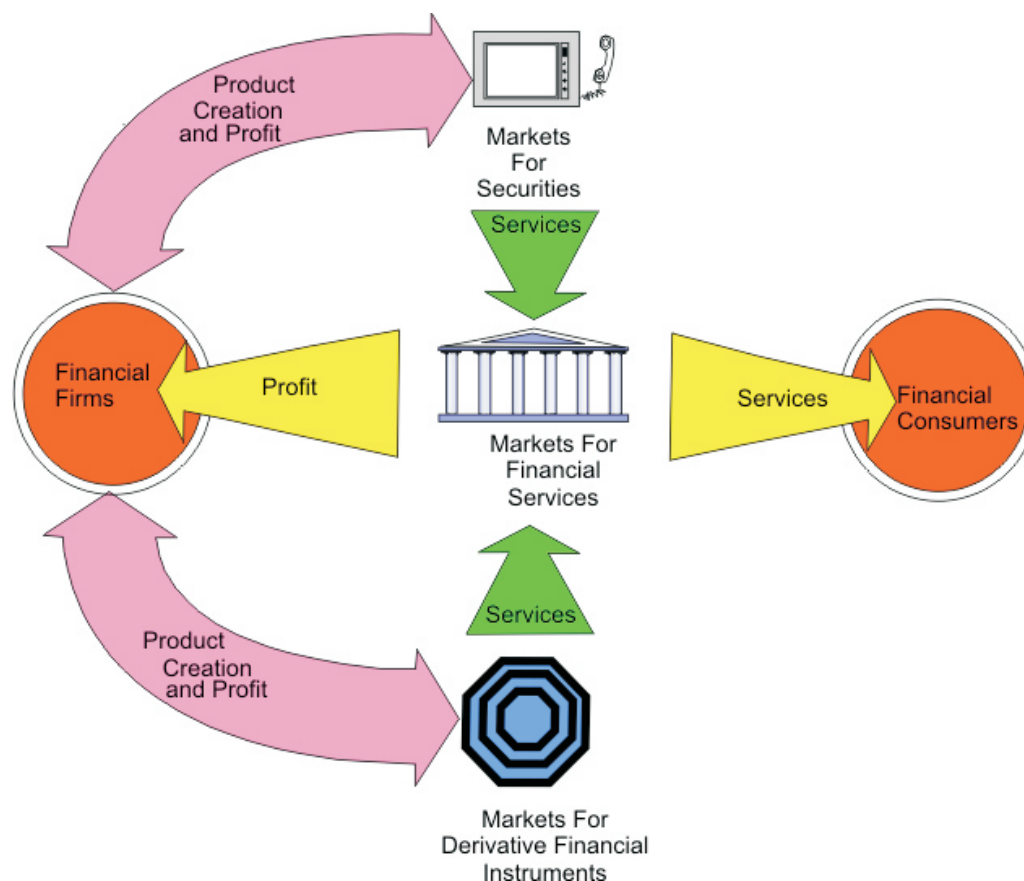 Product
Creation
and Profit
Markets
For
Securities
Services
Financial
Firms
Profit
Markets For
Financial
Services
Services
Financial
Consumers
Services
Product
Creation
and Profit
Markets For
Derivative Financial
Instruments